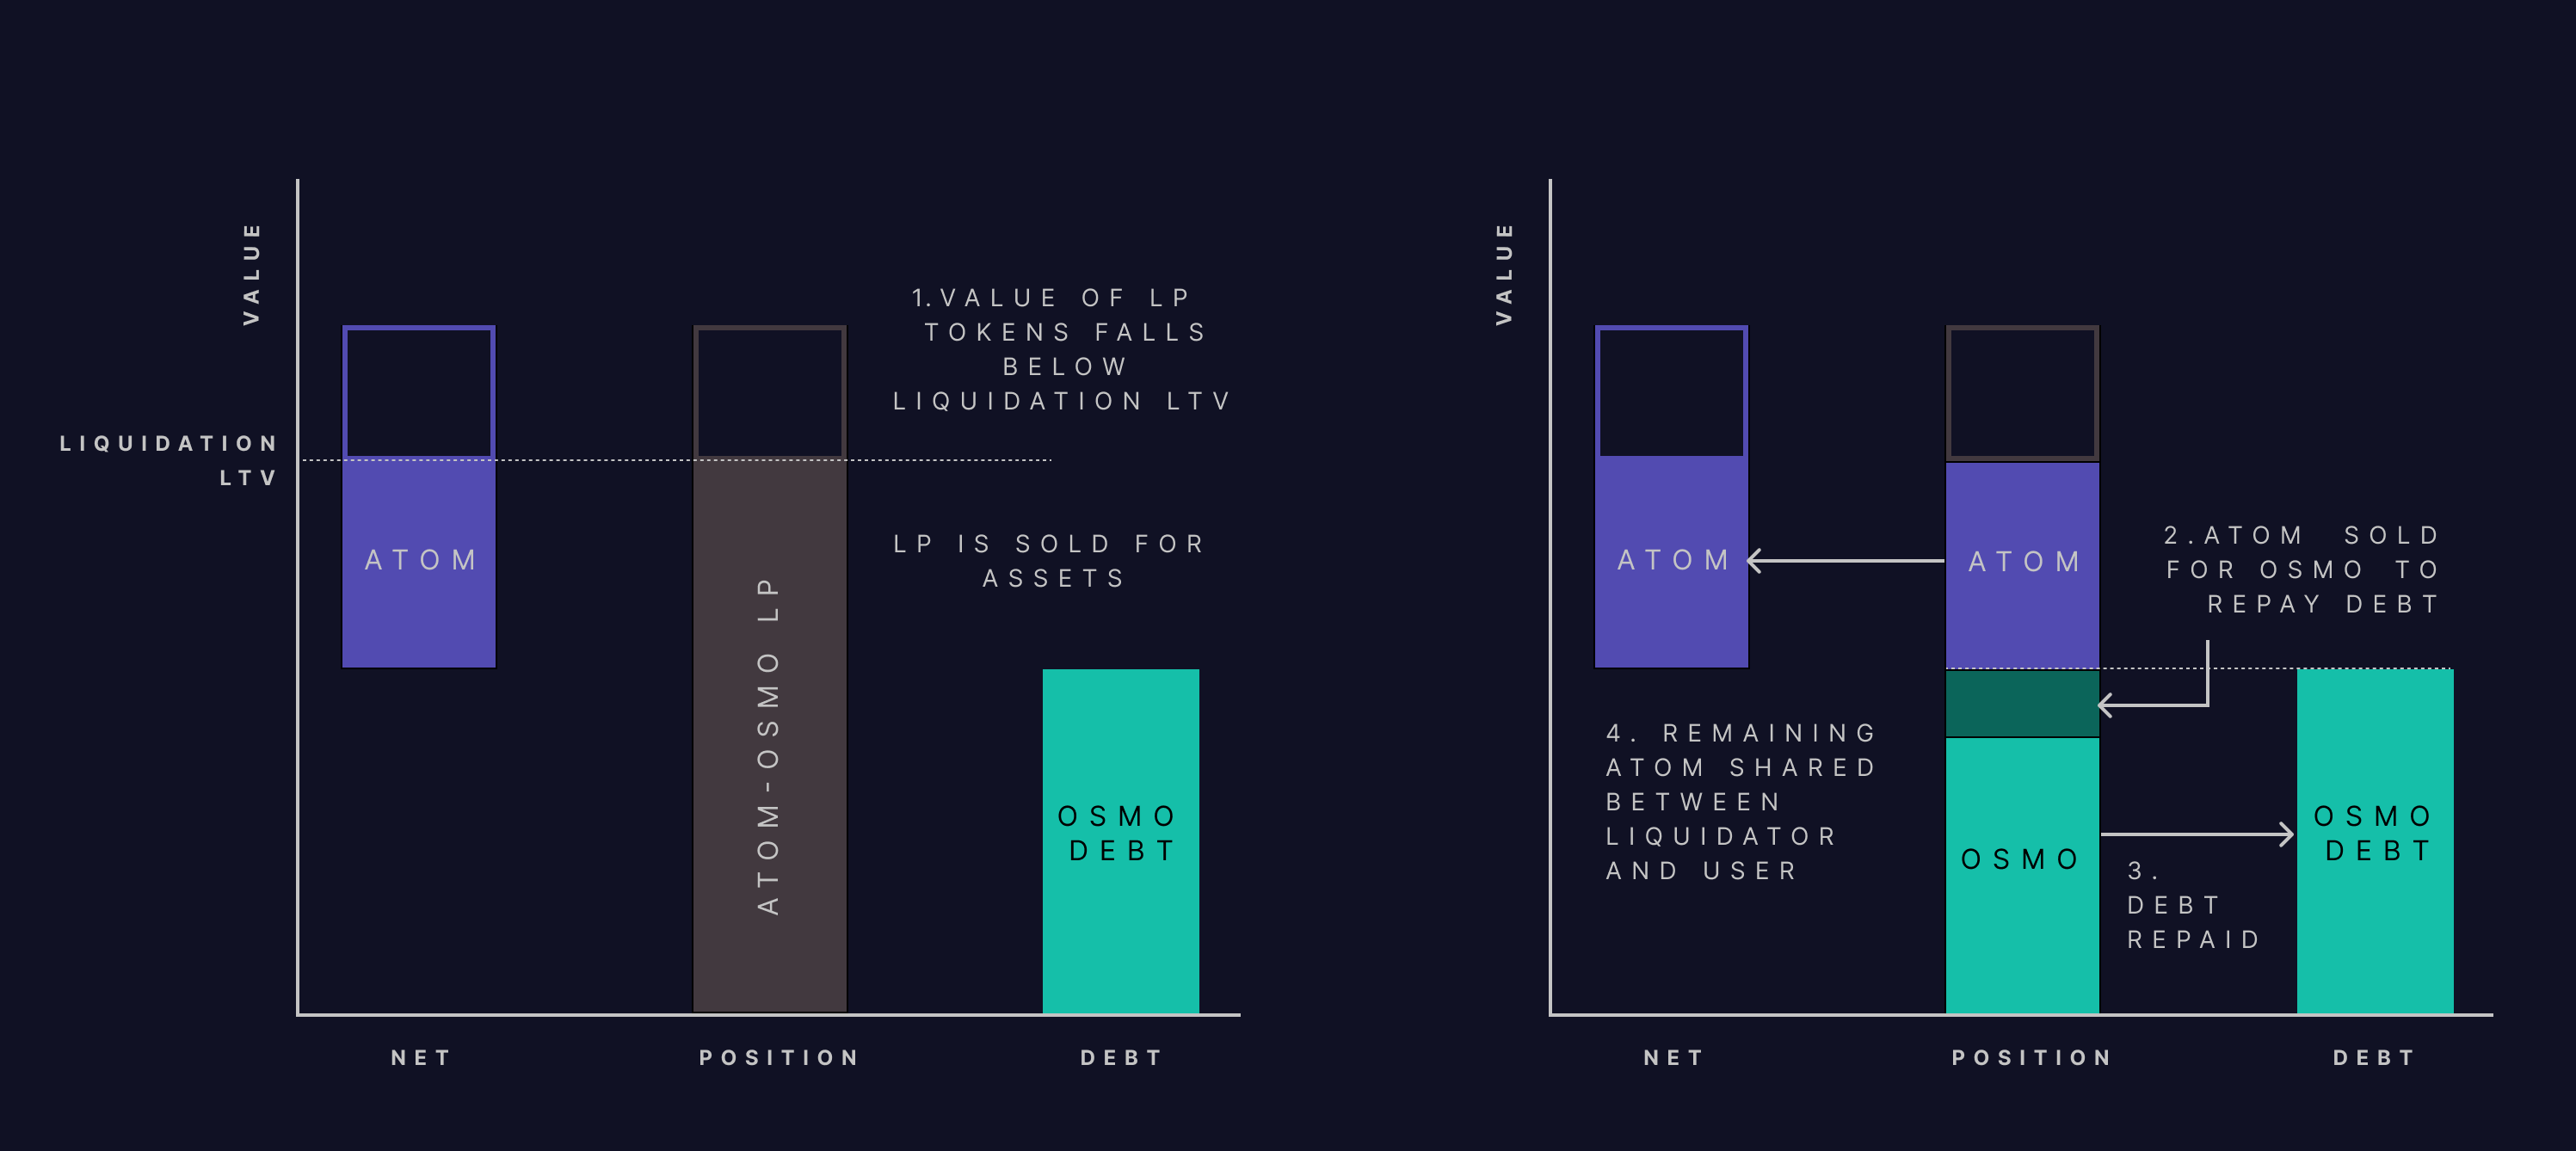 VALUE
1.VALUE OF LP
TOKENS FALLS
BELOW
LIQUIDATION LTV
LIQUIDATION
LTV
ATOM
LP IS SOLD FOR
ASSETS
ATOM-OSMO LP
OSMO
DEBT
NET
POSITION
DEBT
VALUE
ATOM
ATOM
2.ATOM SOLD
FOR OSMO TO
REPAY DEBT
4. REMAINING
ATOM SHARED
BETWEEN
LIQUIDATOR
AND USER
OSMO
OSMO
DEBT
3.
DEBT
REPAID
NET
POSITION
DEBT